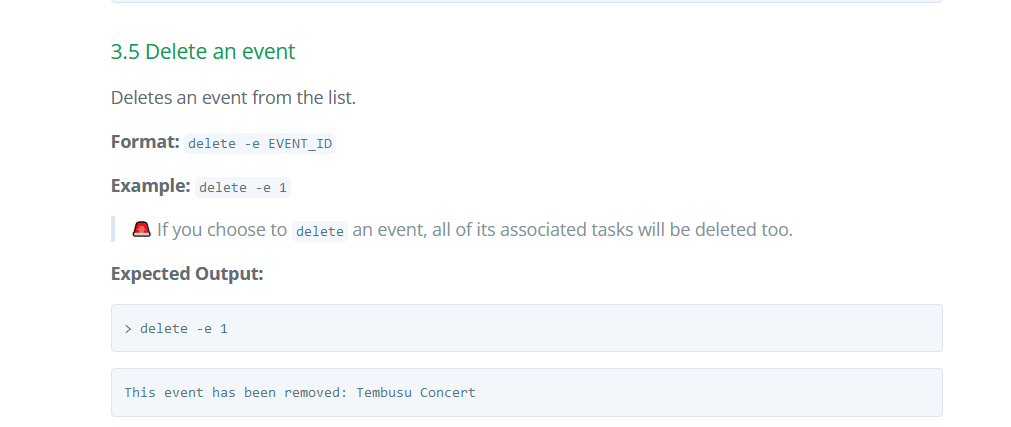 3.5 Delete an event
Deletes an event from the list.
Format: delete -e EVENT_ID
Example: delete -e 1
🚨 If you choose to delete an event, all of its associated tasks will be deleted too.
Expected Output:
> delete -e 1
This event has been removed: Tembusu Concert